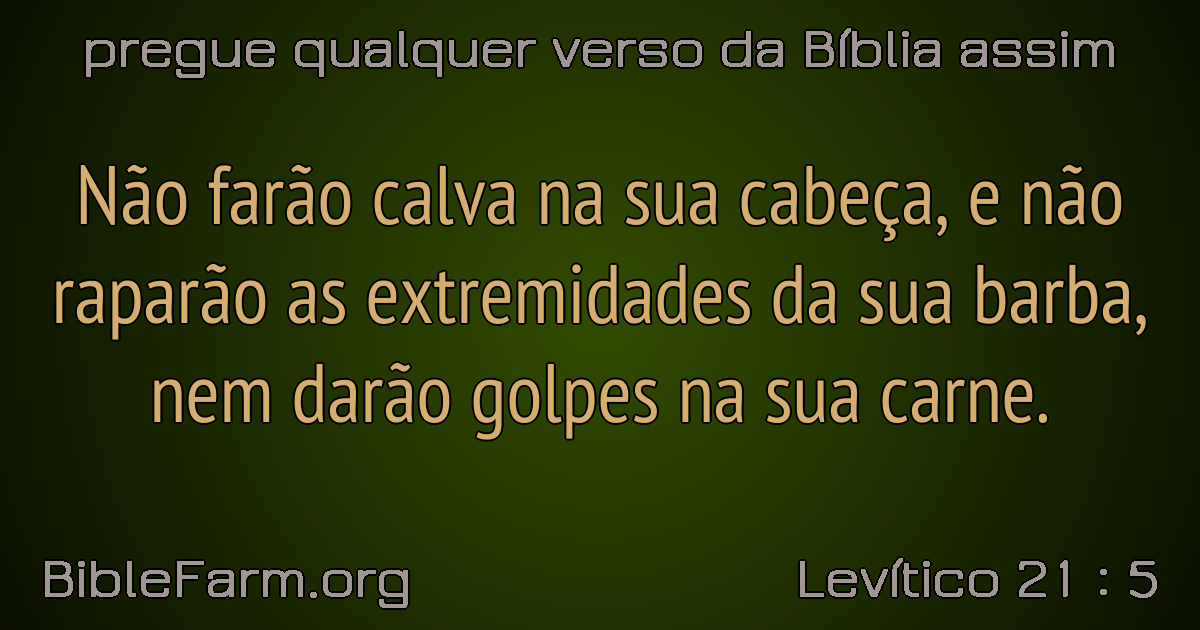 pregue qualquer verso da Bíblia assim
Não farão calva na sua cabeça, e não
raparão as extremidades da sua barba,
nem darão golpes na sua carne.
BibleFarm.org
Levítico 21 : 5